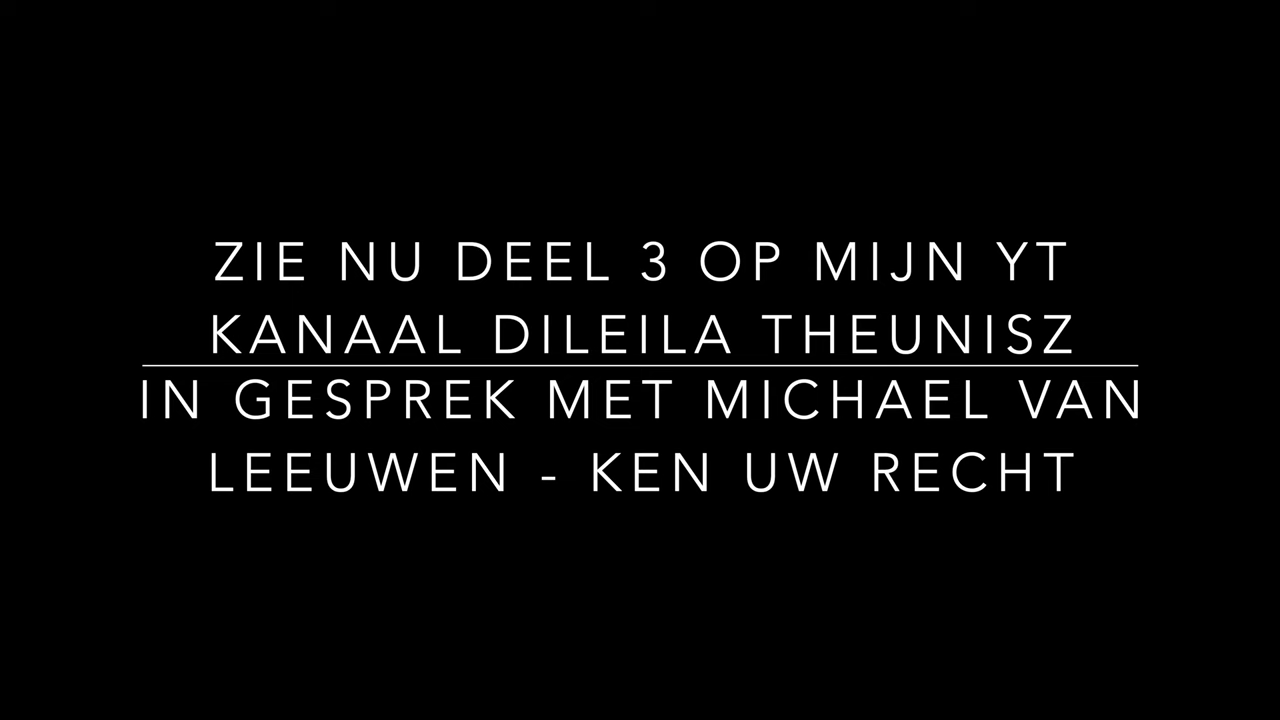 ZIE NU DEEL 3 OP MIJN YT
KANAAL DILEILA THEUNISZ
IN GESPREK MET MICHAEL VAN
LEEUWEN - KEN UW RECHT